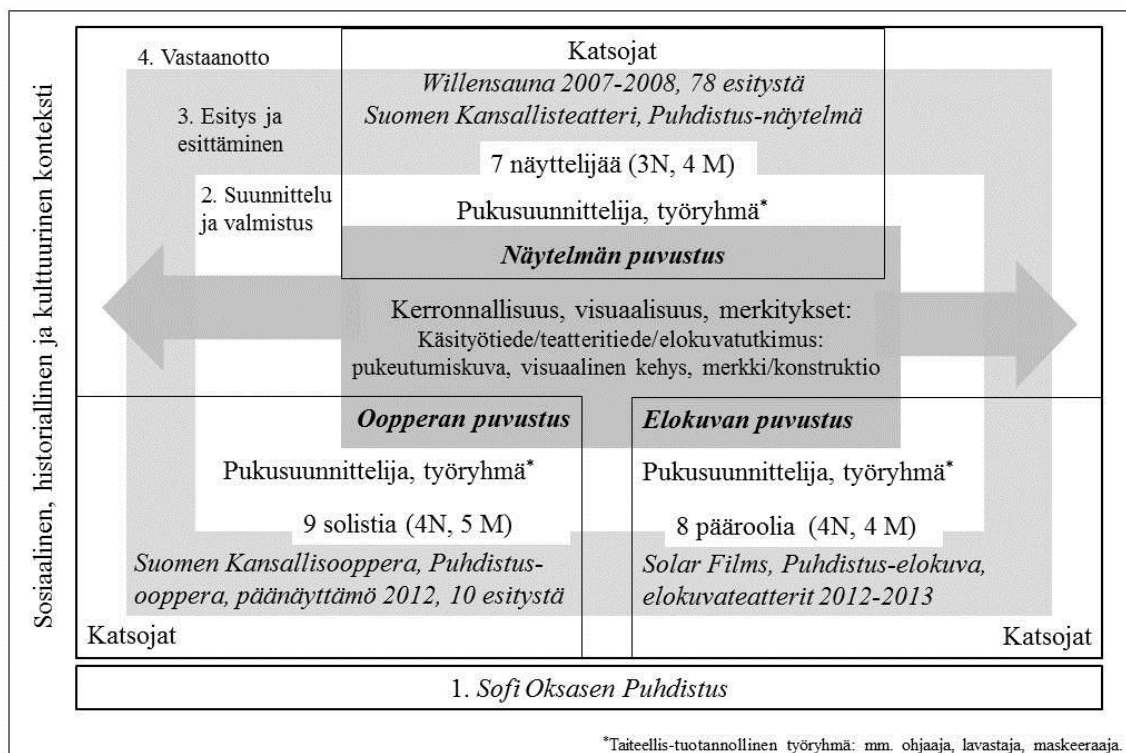 Sosiaalinen, historiallinen ja kulttuurinen konteksti
4. Vastaanotto
3. Esitys ja
esittäminen
2. Suunnittelu
ja valmistus
Katsojat
Willensauna 2007-2008, 78 esitystä
Suomen Kansallisteatteri, Puhdistus-näytelmä
7 näyttelijää (3N, 4 M)
Pukusuunnittelija, työryhmä*
Näytelmän puvustus
Kerronnallisuus, visuaalisuus, merkitykset:
Käsityötiede/teatteritiede/elokuvatutkimus:
pukeutumiskuva, visuaalinen kehys, merkki/konstruktio
Oopperan puvustus
Pukusuunnittelija, työryhmä*
9 solistia (4N, 5 M)
Suomen Kansallisooppera, Puhdistus-
ooppera, päänäyttämö 2012, 10 esitystä
Katsojat
Elokuvan puvustus
Pukusuunnittelija, työryhmä*
8 pääroolia (4N, 4 M)
Solar Films, Puhdistus-elokuva,
elokuvateatterit 2012-2013
Katsojat
1. Sofi Oksasen Puhdistus
*Taiteellis-tuotannollinen työryhmä: mm. ohjaaja, lavastaja, maskeeraaja.